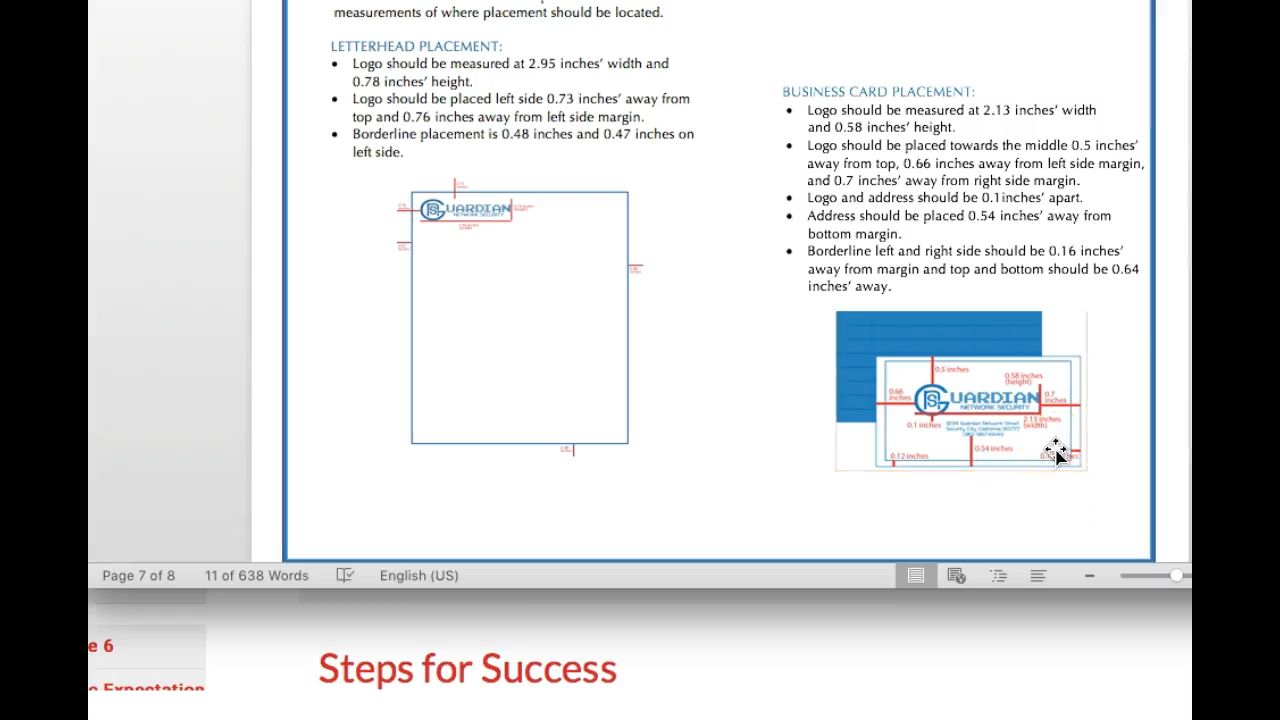 measurements of where placement should be located.
LETTERHEAD PLACEMENT:
• Logo should be measured at 2.95 inches’ width and
0.78 inches’ height.
• Logo should be placed left side 0.73 inches’ away from
top and 0.76 inches away from left side margin.
• Borderline placement is 0.48 inches and 0.47 inches on
left side.
GUARDIAN
NETWORK SECURITY
BUSINESS CARD PLACEMENT:
• Logo should be measured at 2.13 inches’ width
and 0.58 inches’ height.
• Logo should be placed towards the middle 0.5 inches’
away from top, 0.66 inches away from left side margin,
and 0.7 inches’ away from right side margin.
• Logo and address should be 0.1inches’ apart.
• Address should be placed 0.54 inches’ away from
bottom margin.
• Borderline left and right side should be 0.16 inches’
away from margin and top and bottom should be 0.64
inches’ away.
0.5 inches
0.58 inches
(height)
0.66
inches
0.7
inches
GUARDIAN
NETWORK SECURITY
0.1 inches
2.13 inches
(width)
Guardian Network Street
Security City, California
0.54 inches
0.12 inches
Page 7 of 8
11 of 638 Words
English (US)
e 6
o Expectation
Steps for Success